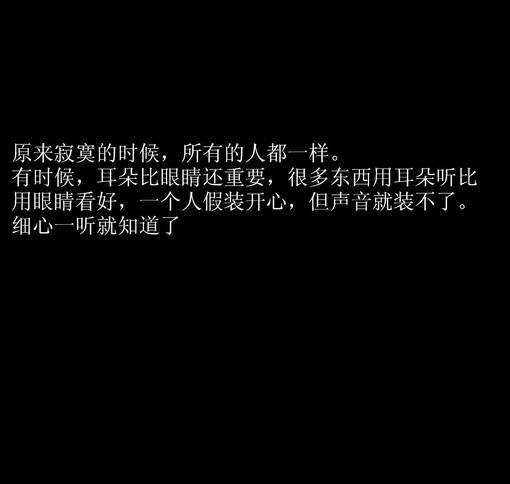 原来寂寞的时候，所有的人都一样。
有时候，耳朵比眼睛还重要，很多东西用耳朵听比
用眼睛看好，一个人假装开心，但声音就装不了。
细心一听就知道了